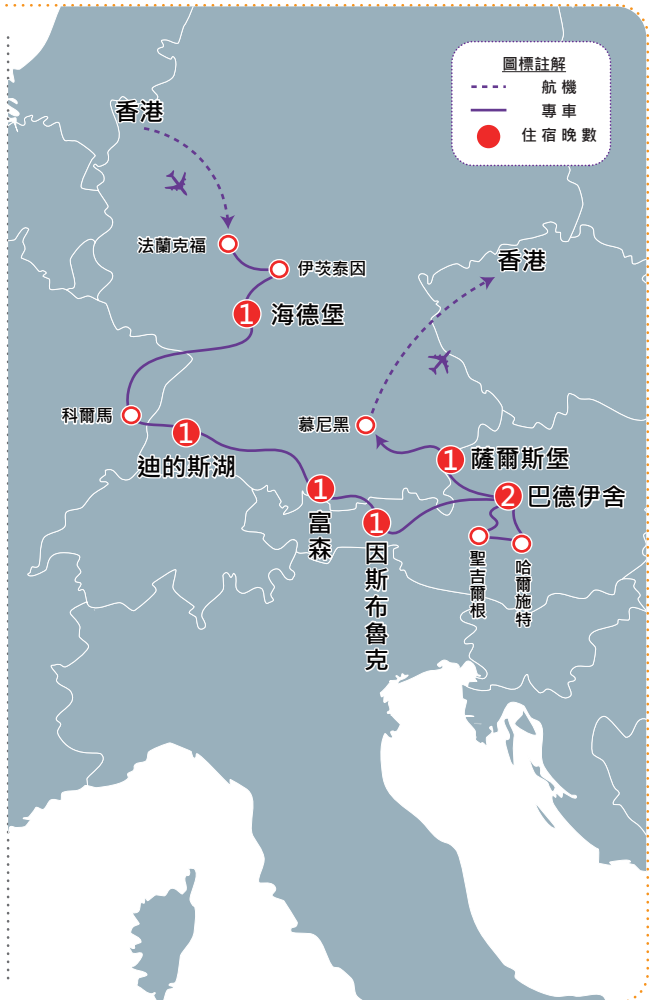 圖標註解
航機
專車
住宿晚數
香港
法蘭克福
伊茨泰因
1 海德堡
科爾馬
1
迪的斯湖
1
富森
1
因斯布魯克
2 巴德伊舍
聖吉爾根
哈爾施特
1 薩爾斯堡
慕尼黑
香港